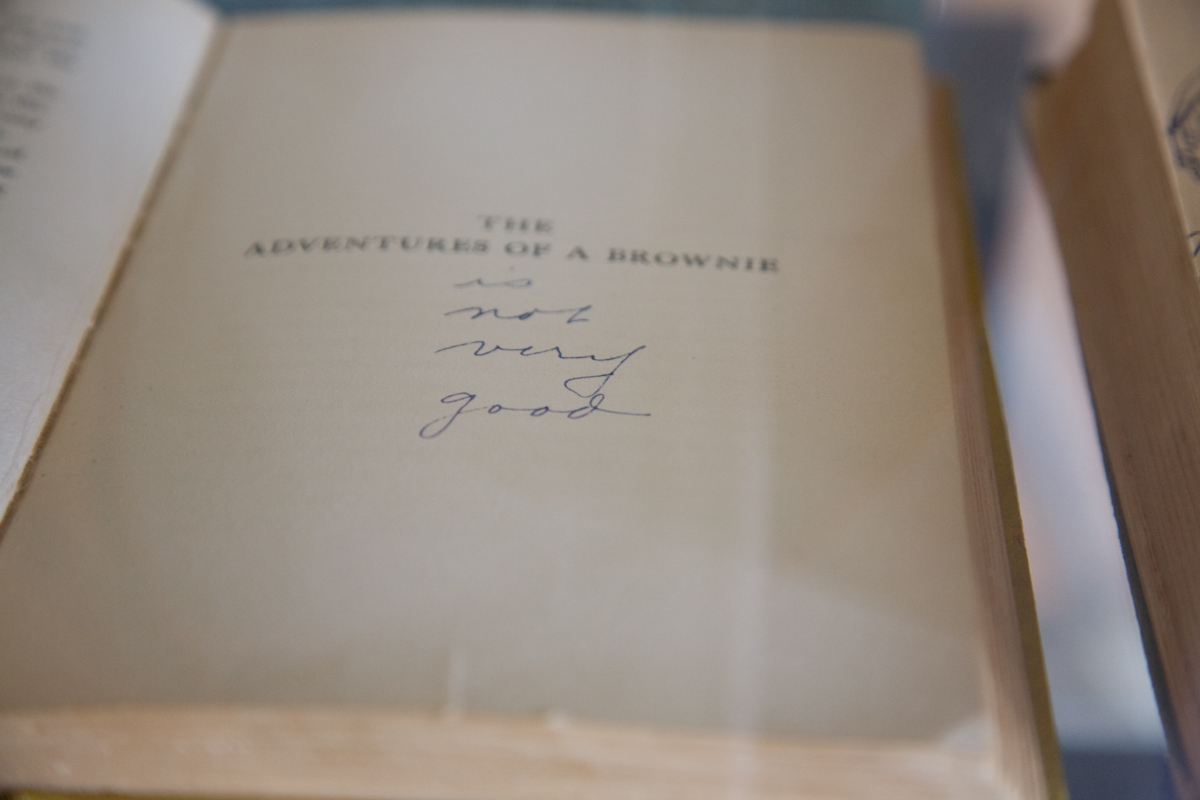 THE
ADVENTURES OF A BROWNIE
is
not
very
good